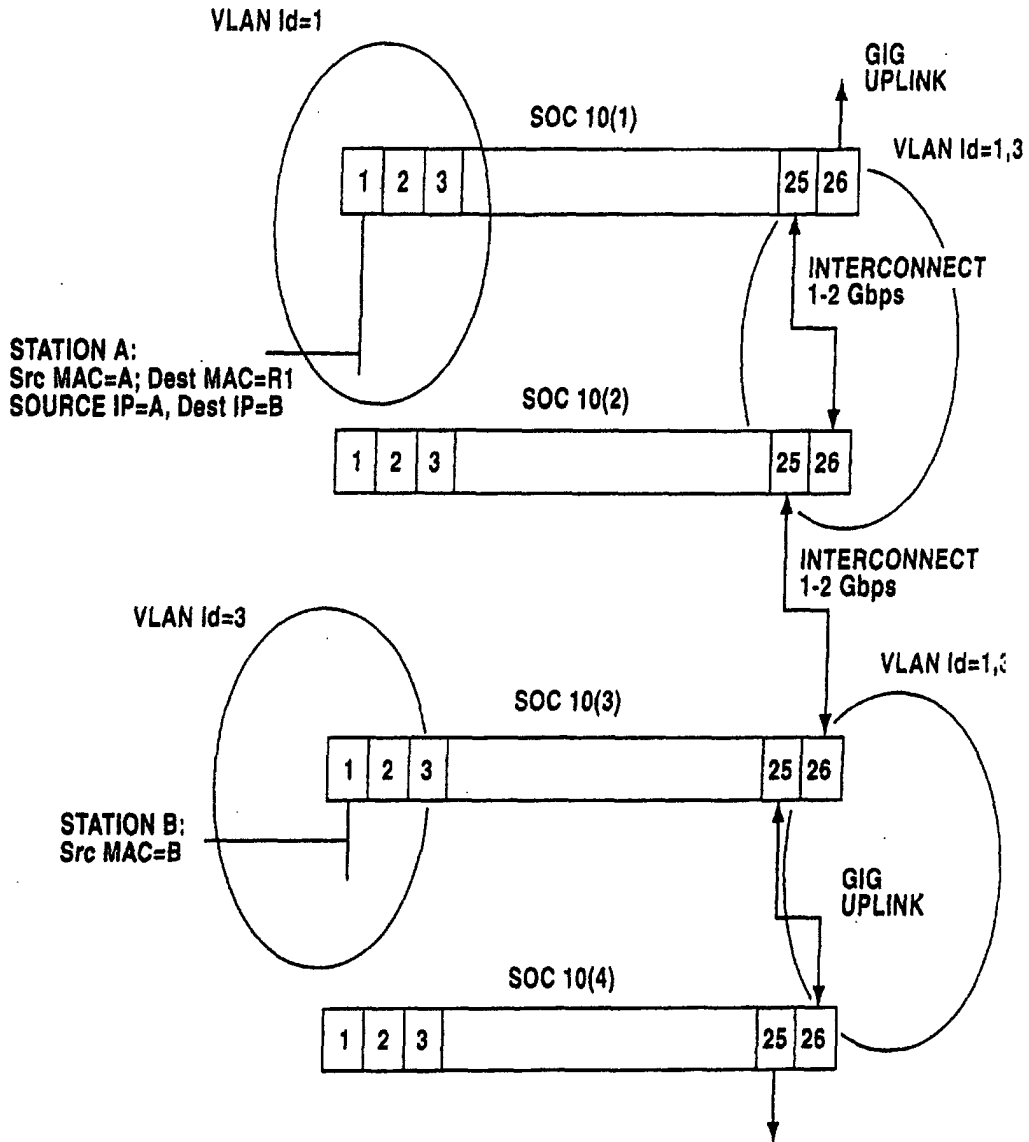 VLAN Id=1
GIG
UPLINK
SOC 10(1)
VLAN Id=1,3
1 2 3 25 26
INTERCONNECT
1-2 Gbps
STATION A:
Src MAC=A; Dest MAC=R1
SOURCE IP=A, Dest IP=B
SOC 10(2)
1 2 3 25 26
INTERCONNECT
1-2 Gbps
VLAN Id=3
VLAN Id=1,3
SOC 10(3)
1 2 3 25 26
STATION B:
Src MAC=B
GIG
UPLINK
SOC 10(4)
1 2 3 25 26